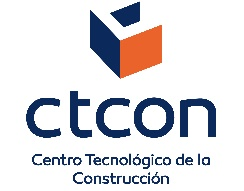 ctcon
Centro Tecnológico de la
Construcción